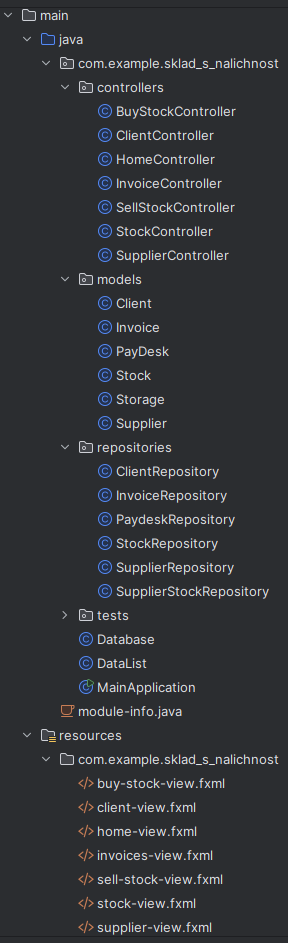 main
java
com.example.sklad_s_nalichnost
controllers
BuyStockController
ClientController
HomeController
InvoiceController
SellStockController
StockController
SupplierController
models
Client
Invoice
PayDesk
Stock
Storage
Supplier
repositories
ClientRepository
InvoiceRepository
PaydeskRepository
StockRepository
SupplierRepository
SupplierStockRepository
tests
Database
DataList
MainApplication
module-info.java
resources
com.example.sklad_s_nalichnost
buy-stock-view.fxml
client-view.fxml
home-view.fxml
invoices-view.fxml
sell-stock-view.fxml
stock-view.fxml
supplier-view.fxml